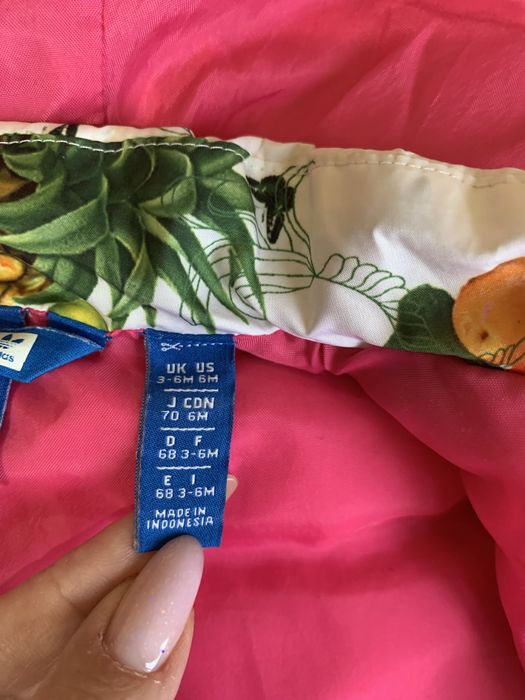 UK US
3-6M 6M
J CDN
70 6M
D F
68 3-6M
E I
68 3-6M
MADE IN
INDONESIA